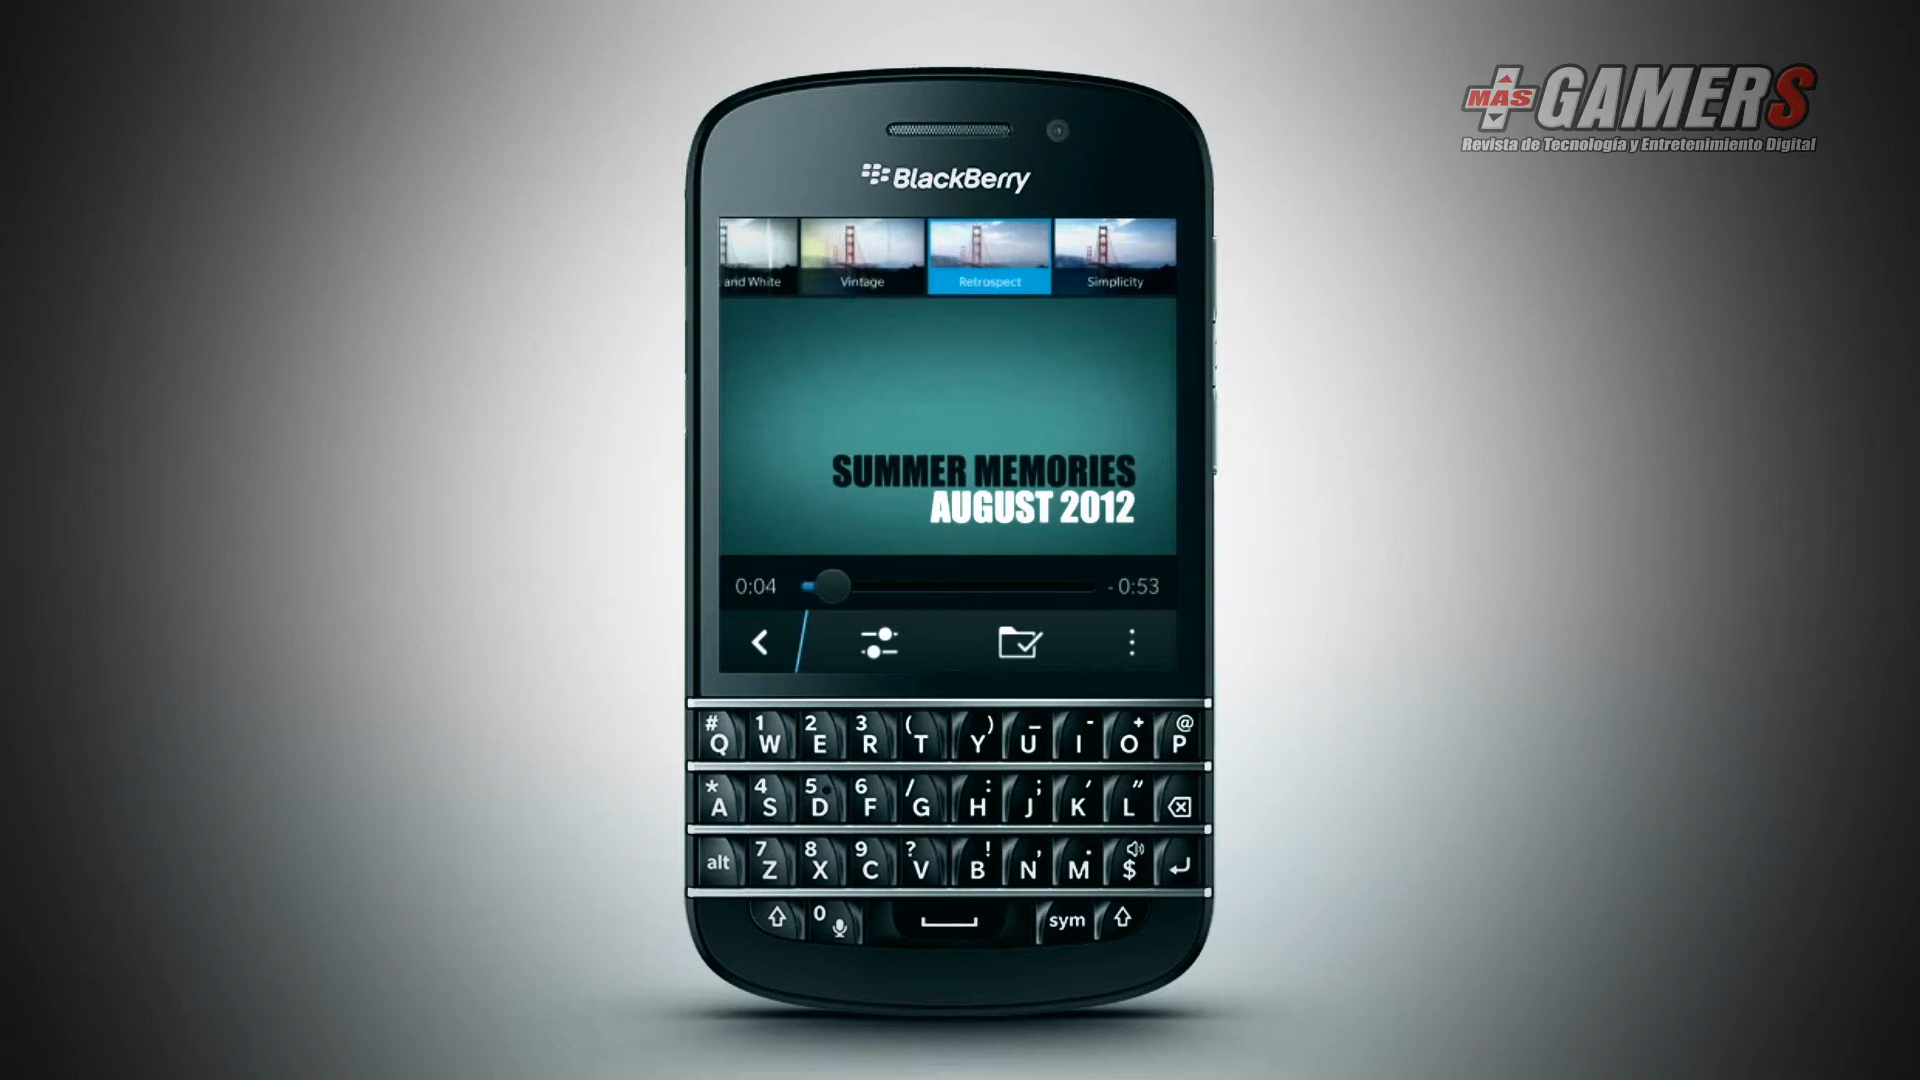 MÁS GAMERS
Revista de Tecnología y Entretenimiento Digital
BlackBerry
and White
Vintage
Retrospect
Simplicity
SUMMER MEMORIES
AUGUST 2012
0:04
- 0:53
# 1 2 3 ( ) _ - + @
Q W E R T Y U I O P
* 4 5 6 / : ; ' "
A S D F G H J K L
7 8 9 ? ! , .
alt Z X C V B N M $
0
sym